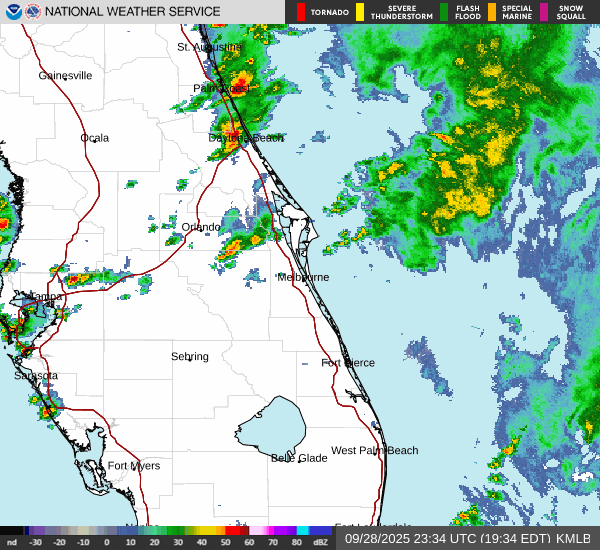 NATIONAL WEATHER SERVICE
TORNADO
SEVERE
THUNDERSTORM
FLASH
FLOOD
SPECIAL
MARINE
SNOW
SQUALL
St. Augustine
Gainesville
Palm Coast
Ocala
Daytona Beach
Orlando
Melbourne
Tampa
Sebring
Fort Pierce
Sarasota
West Palm Beach
Belle Glade
Fort Myers
Fort Lauderdale
nd -30 -20 -10 0 10 20 30 40 50 60 70 80 dBZ
09/28/2025 23:34 UTC (19:34 EDT) KMLB